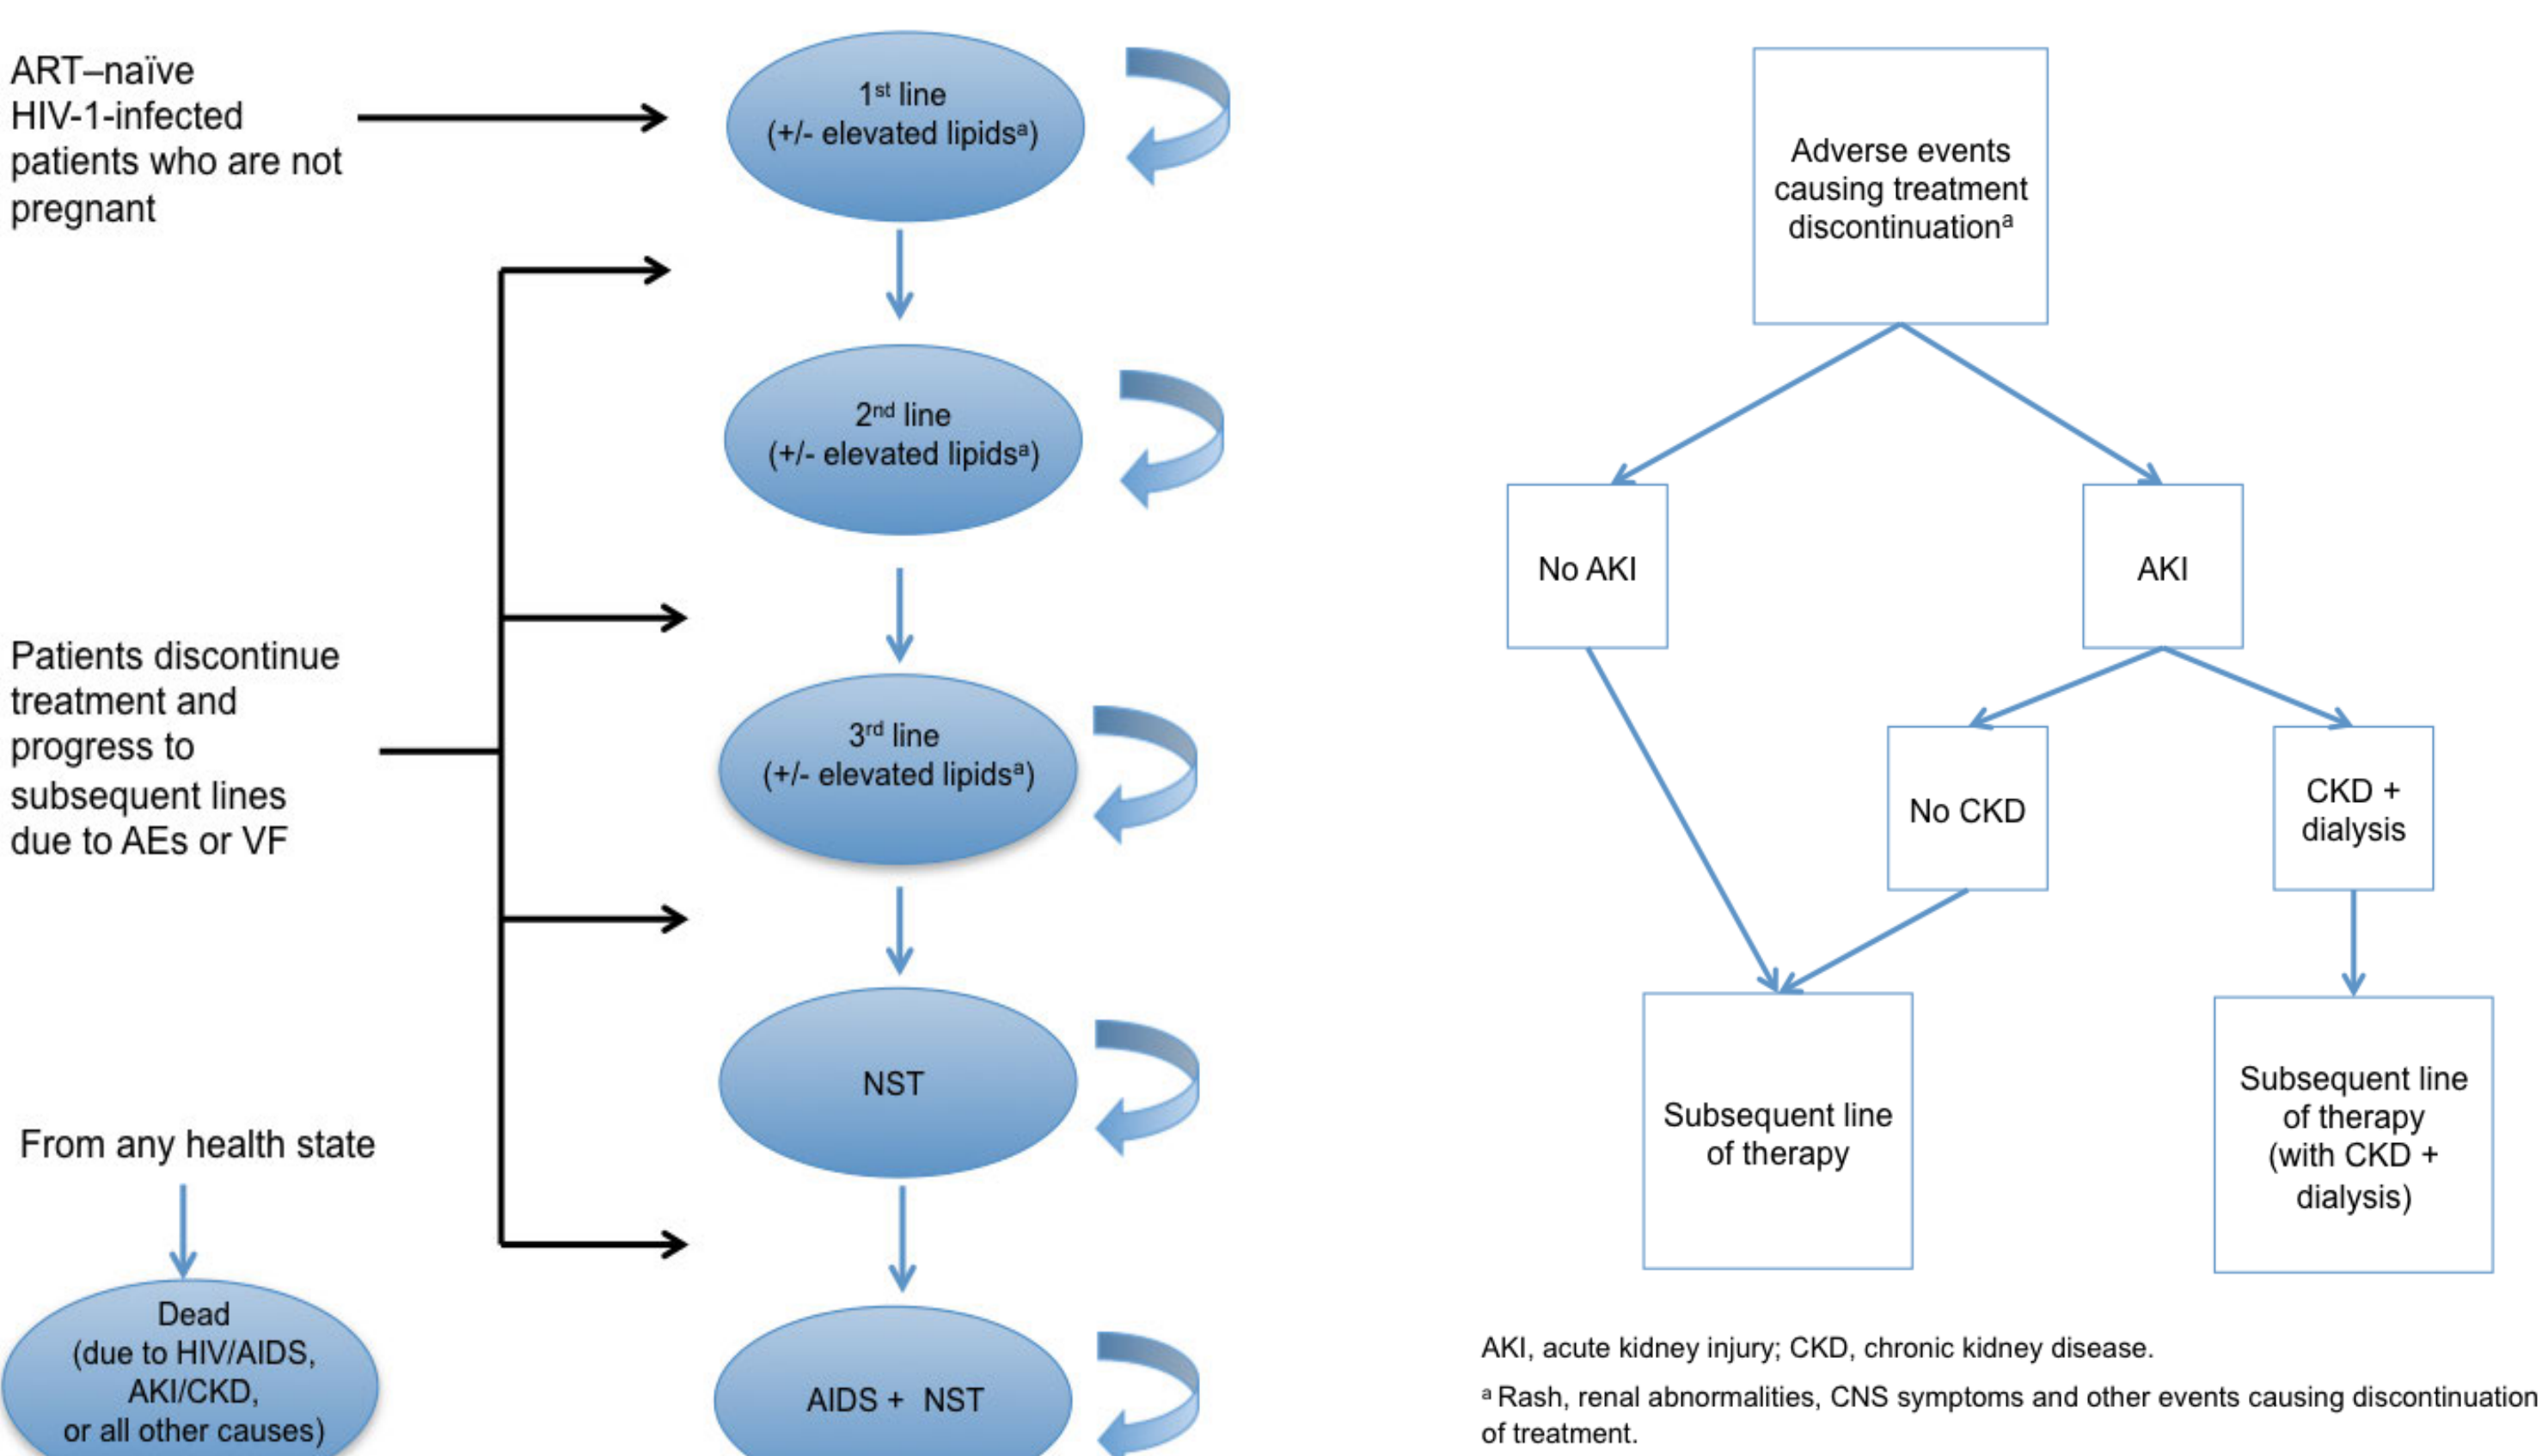 ART–naïve
HIV-1-infected
patients who are not
pregnant
1st line
(+/- elevated lipidsa)
2nd line
(+/- elevated lipidsa)
Patients discontinue
treatment and
progress to
subsequent lines
due to AEs or VF
3rd line
(+/- elevated lipidsa)
NST
From any health state
Dead
(due to HIV/AIDS,
AKI/CKD,
or all other causes)
AIDS + NST
Adverse events
causing treatment
discontinuationa
No AKI
AKI
No CKD
CKD +
dialysis
Subsequent line
of therapy
Subsequent line
of therapy
(with CKD +
dialysis)
AKI, acute kidney injury; CKD, chronic kidney disease.
a Rash, renal abnormalities, CNS symptoms and other events causing discontinuation
of treatment.